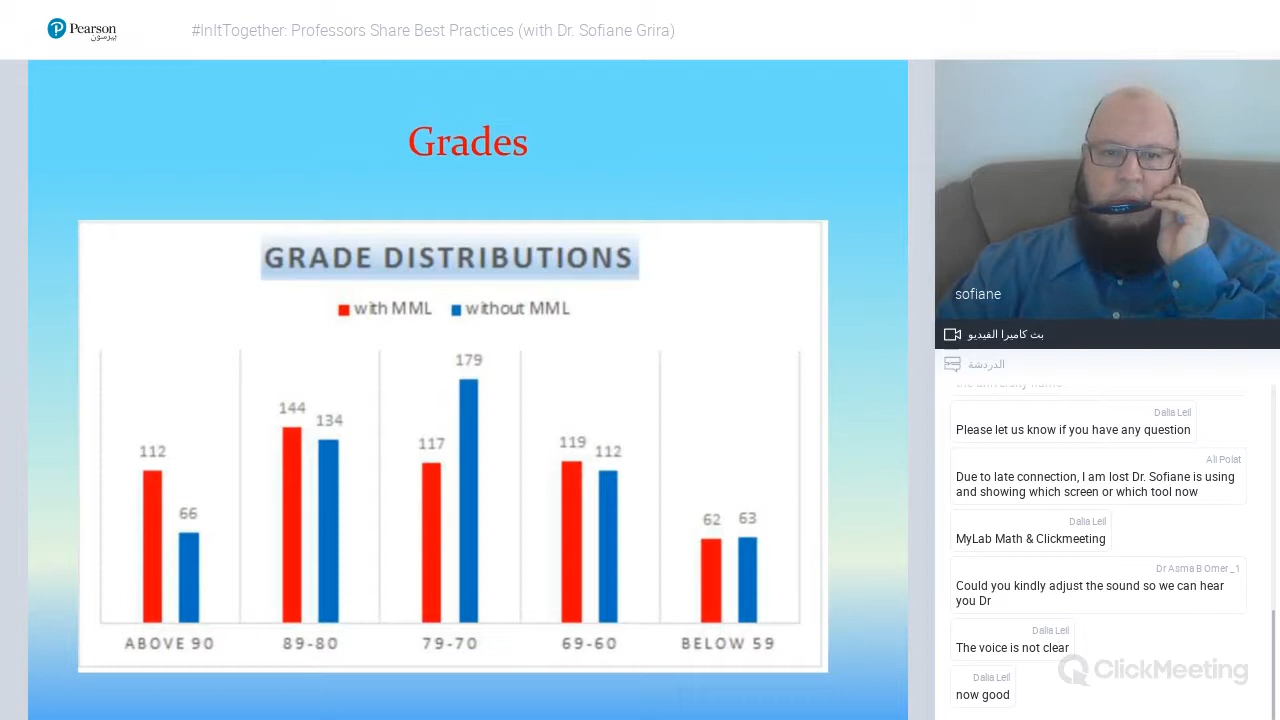 Pearson
بيرسون
#InItTogether: Professors Share Best Practices (with Dr. Sofiane Grira)
Grades
GRADE DISTRIBUTIONS
with MML without MML
112 66 144 134 117 179 119 112 62 63
ABOVE 90 89-80 79-70 69-60 BELOW 59
sofiane
بث كاميرا الفيديو
الدردشة
the university name
Dalia Leil
Please let us know if you have any question
Ali Polat
Due to late connection, I am lost Dr. Sofiane is using
and showing which screen or which tool now
Dalia Leil
MyLab Math & Clickmeeting
Dr Asma B Omer_1
Could you kindly adjust the sound so we can hear
you Dr
Dalia Leil
The voice is not clear
Dalia Leil
now good
ClickMeeting